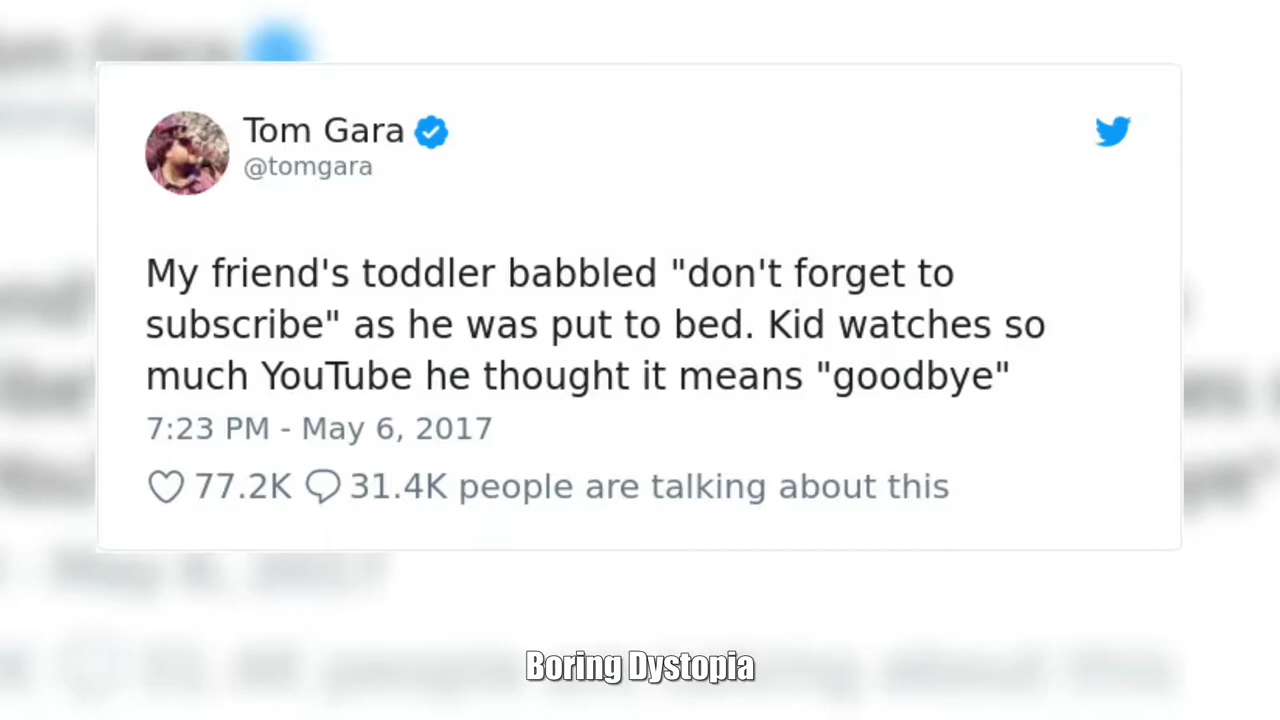 Tom Gara
@tomgara
My friend's toddler babbled "don't forget to
subscribe" as he was put to bed. Kid watches so
much YouTube he thought it means "goodbye"
7:23 PM - May 6, 2017
77.2K 31.4K people are talking about this
Boring Dystopia